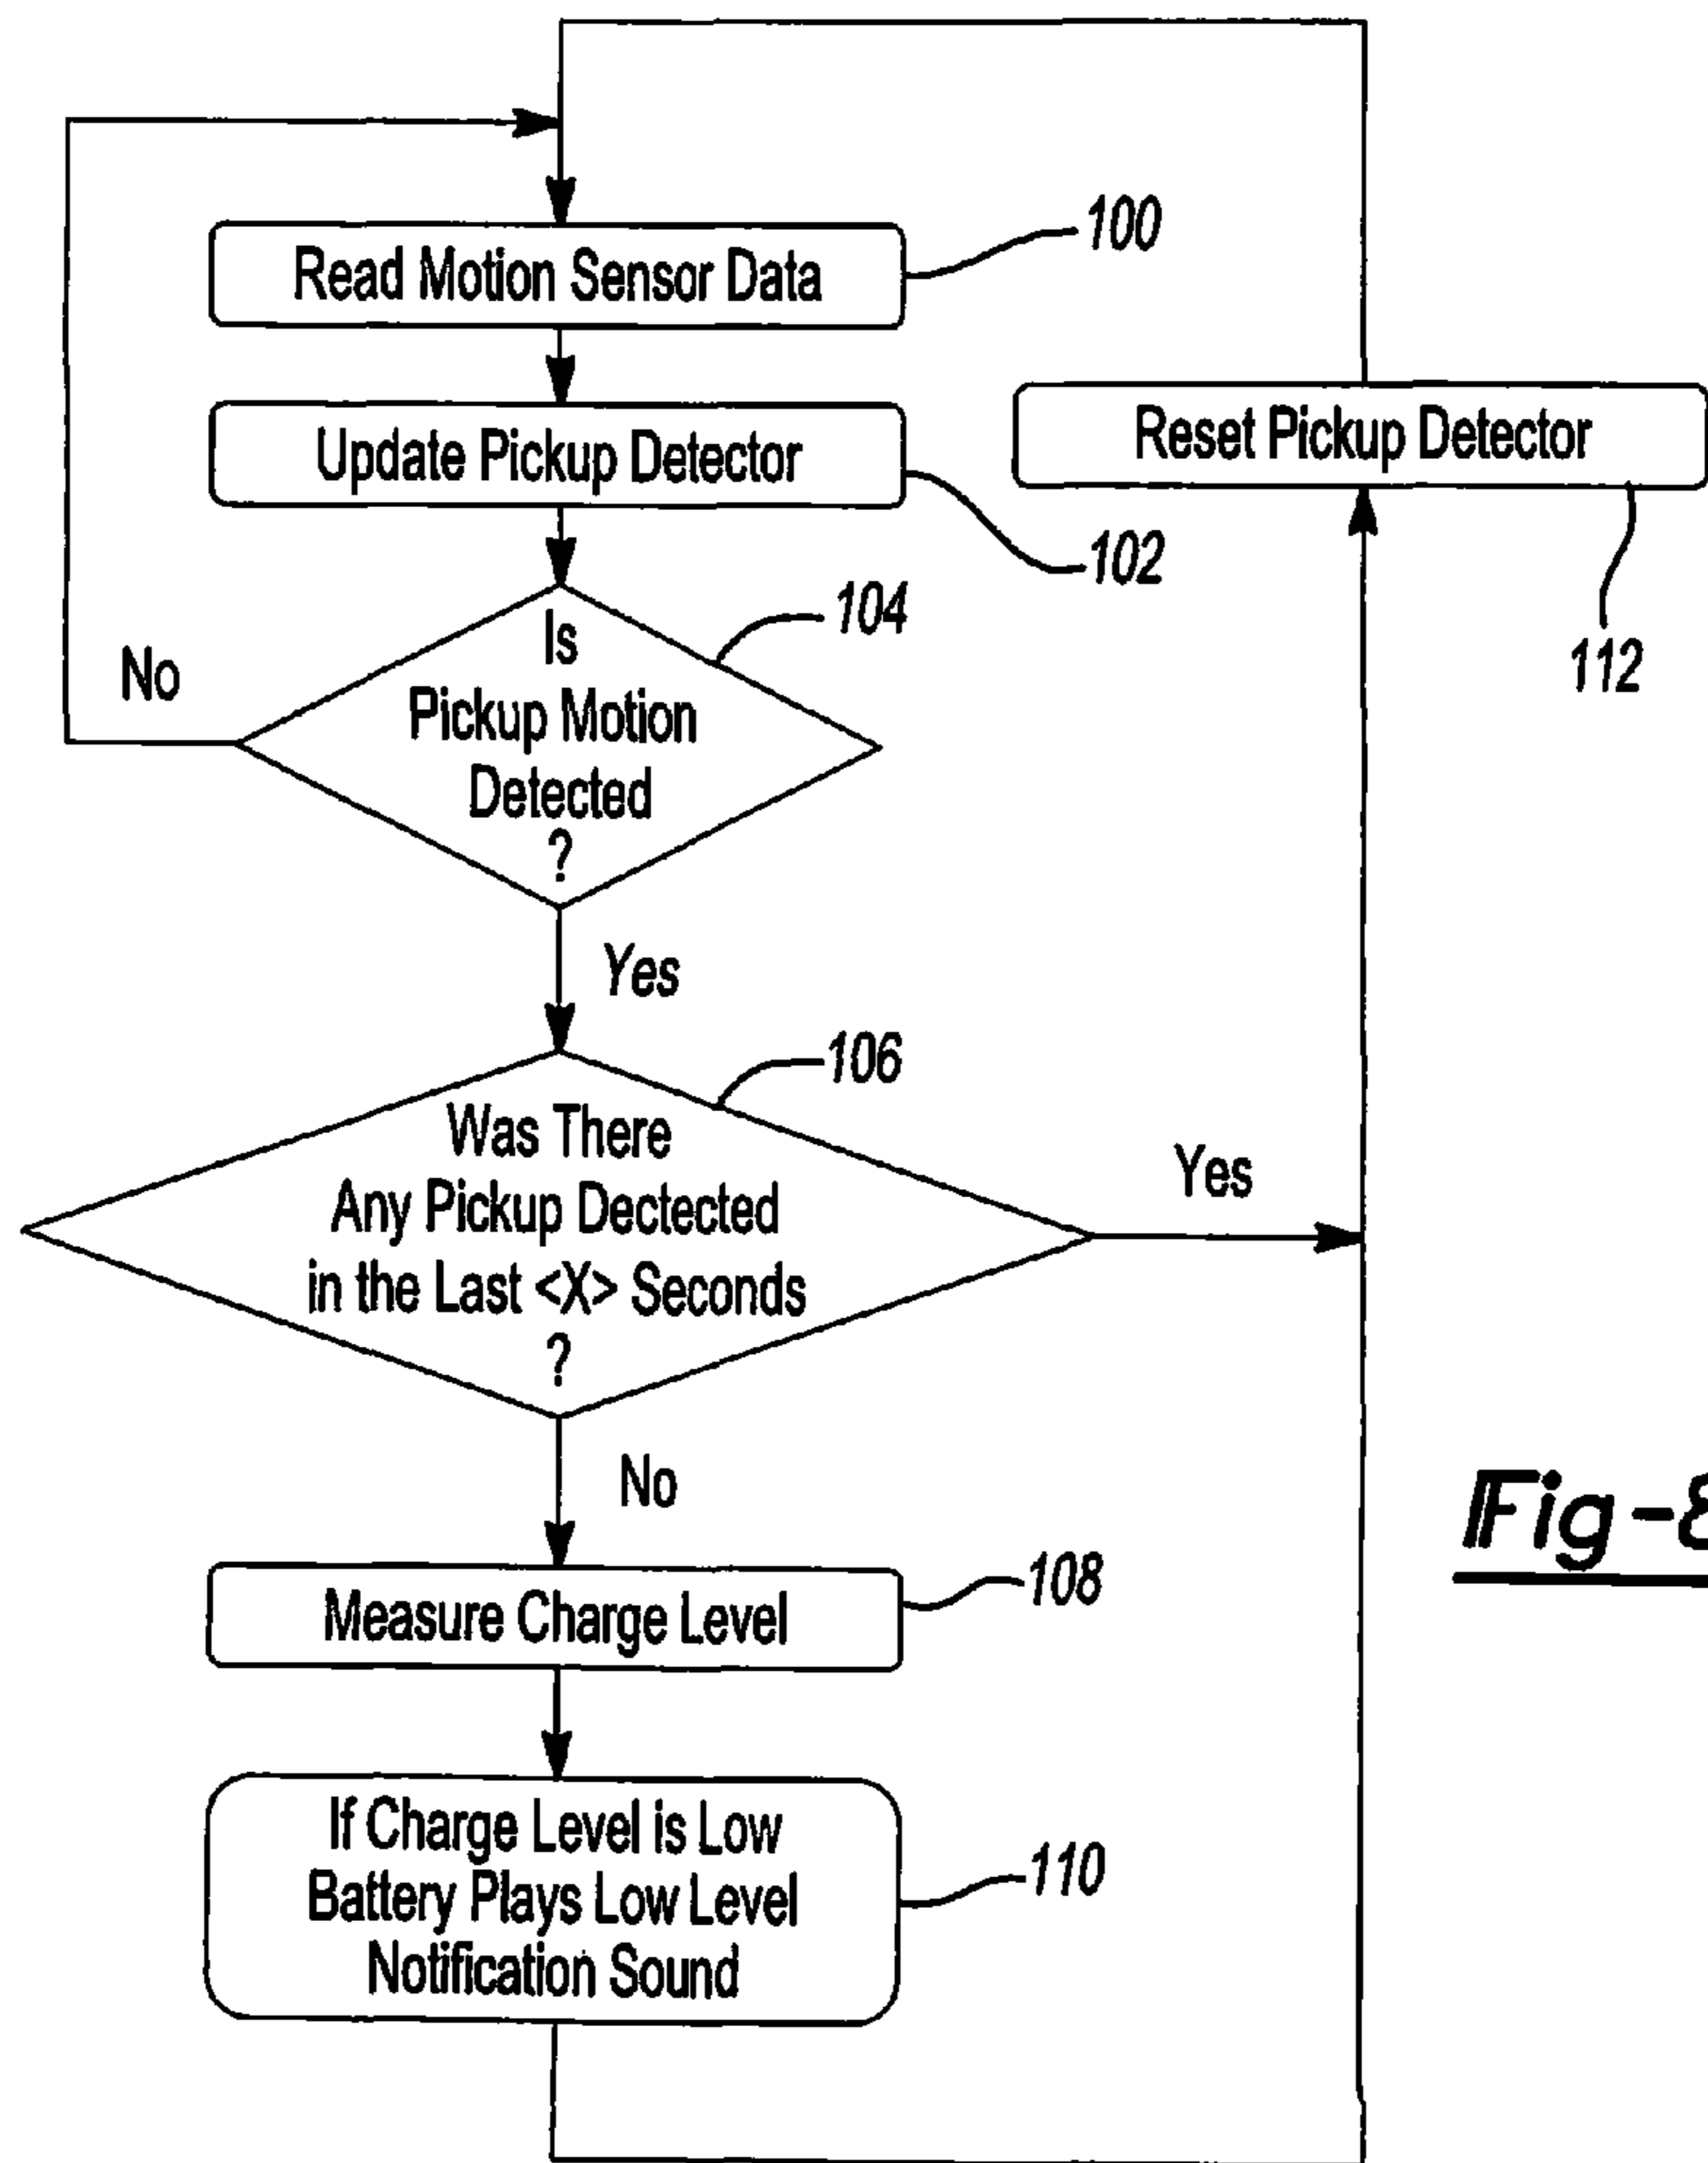 Read Motion Sensor Data
100
Update Pickup Detector
102
Reset Pickup Detector
112
Is
Pickup Motion
Detected
?
104
No
Yes
Was There
Any Pickup Dectected
in the Last <X> Seconds
?
106
Yes
No
Measure Charge Level
108
If Charge Level is Low
Battery Plays Low Level
Notification Sound
110
Fig-8